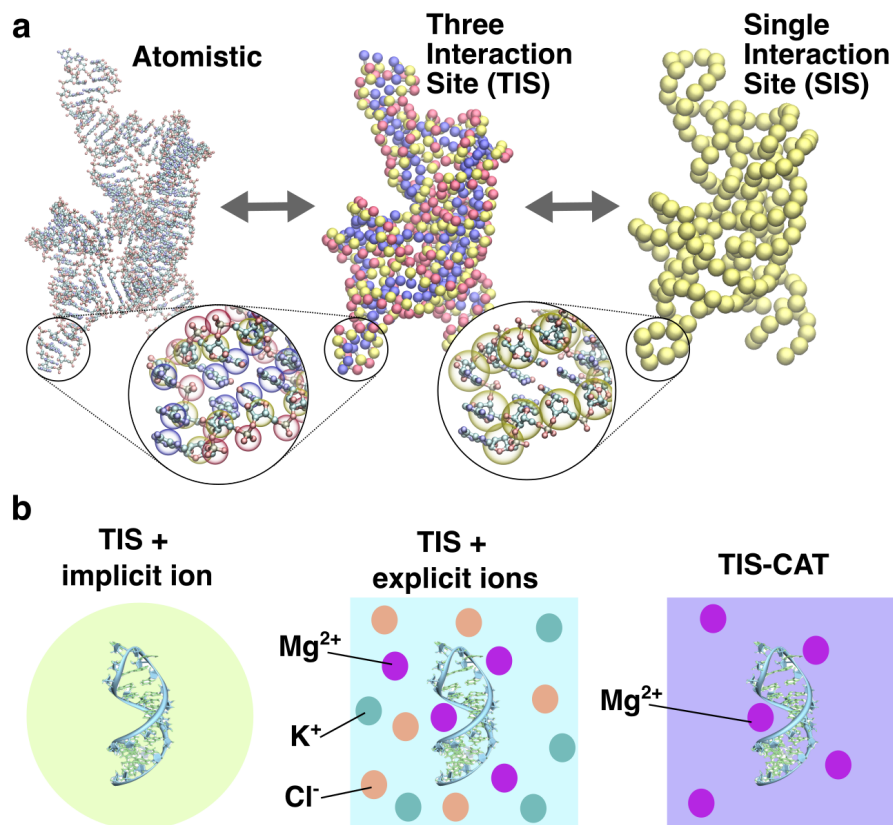 a
Atomistic
Three
Interaction
Site (TIS)
Single
Interaction
Site (SIS)
b
TIS +
implicit ion
TIS +
explicit ions
TIS-CAT
Mg²⁺
K⁺
Cl⁻
Mg²⁺